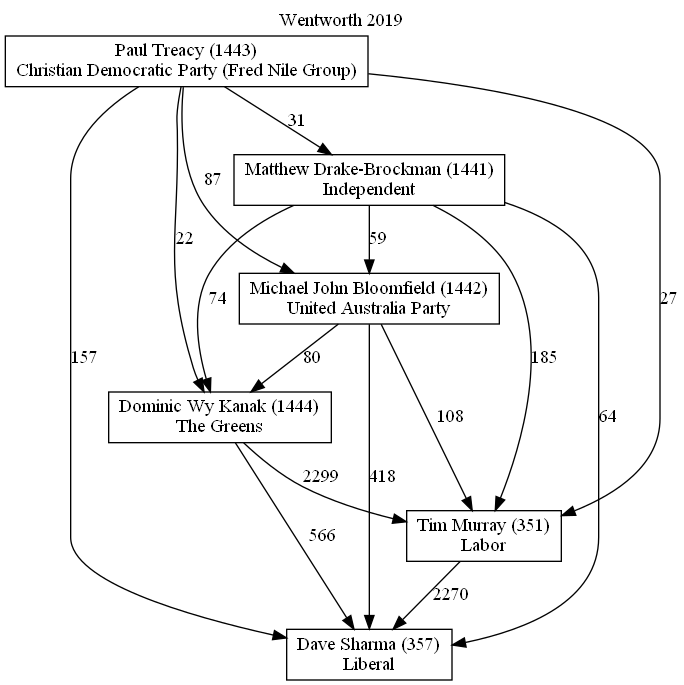 Wentworth 2019
Paul Treacy (1443)
Christian Democratic Party (Fred Nile Group)
31
Matthew Drake-Brockman (1441)
Independent
87
22
59
74
Michael John Bloomfield (1442)
United Australia Party
27
157
80
185
Dominic Wy Kanak (1444)
The Greens
108
64
2299
418
Tim Murray (351)
Labor
566
2270
Dave Sharma (357)
Liberal